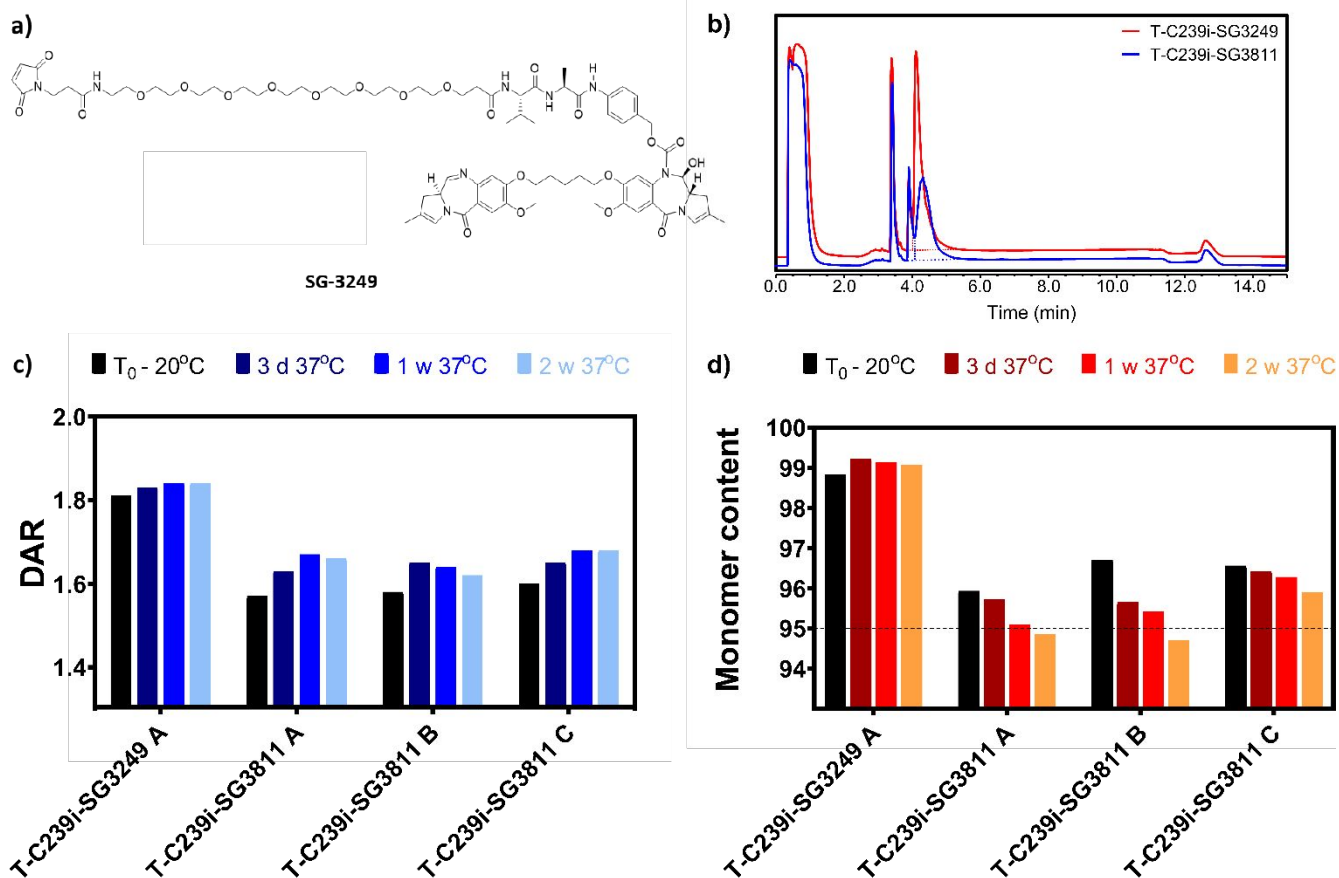 a)
SG-3249
b)
T-C239i-SG3249
T-C239i-SG3811
0.0 2.0 4.0 6.0 8.0 10.0 12.0 14.0
Time (min)
c)
T0 - 20°C 3 d 37°C 1 w 37°C 2 w 37°C
DAR
2.0
1.8
1.6
1.4
T-C239i-SG3249 A
T-C239i-SG3811 A
T-C239i-SG3811 B
T-C239i-SG3811 C
d)
T0 - 20°C 3 d 37°C 1 w 37°C 2 w 37°C
Monomer content
100
99
98
97
96
95
94
T-C239i-SG3249 A
T-C239i-SG3811 A
T-C239i-SG3811 B
T-C239i-SG3811 C